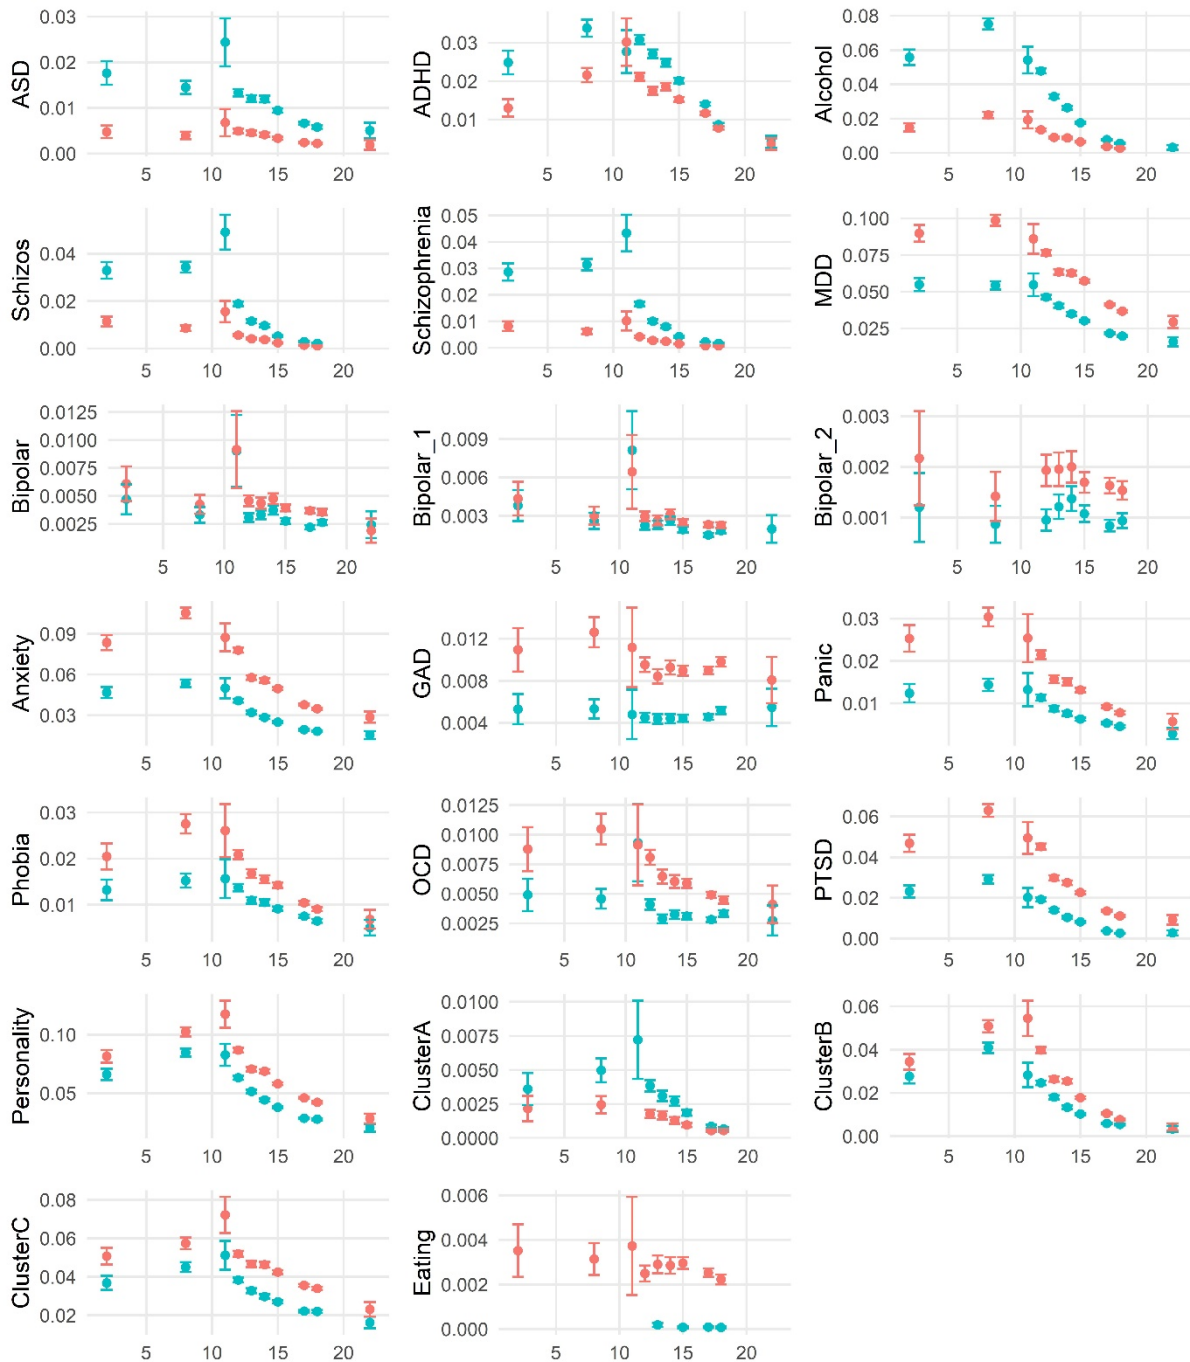 ASD
0.03
0.02
0.01
0.00
5 10 15 20
ADHD
0.03
0.02
0.01
5 10 15 20
Alcohol
0.08
0.06
0.04
0.02
0.00
5 10 15 20
Schizos
0.04
0.02
0.00
5 10 15 20
Schizophrenia
0.05
0.04
0.03
0.02
0.01
0.00
5 10 15 20
MDD
0.100
0.075
0.050
0.025
5 10 15 20
Bipolar
0.0125
0.0100
0.0075
0.0050
0.0025
5 10 15 20
Bipolar_1
0.009
0.006
0.003
5 10 15 20
Bipolar_2
0.003
0.002
0.001
5 10 15 20
Anxiety
0.09
0.06
0.03
5 10 15 20
GAD
0.012
0.008
0.004
5 10 15 20
Panic
0.03
0.02
0.01
5 10 15 20
Phobia
0.03
0.02
0.01
5 10 15 20
OCD
0.0125
0.0100
0.0075
0.0050
0.0025
5 10 15 20
PTSD
0.06
0.04
0.02
0.00
5 10 15 20
Personality
0.10
0.05
5 10 15 20
ClusterA
0.0100
0.0075
0.0050
0.0025
0.0000
5 10 15 20
ClusterB
0.06
0.04
0.02
0.00
5 10 15 20
ClusterC
0.08
0.06
0.04
0.02
5 10 15 20
Eating
0.006
0.004
0.002
0.000
5 10 15 20